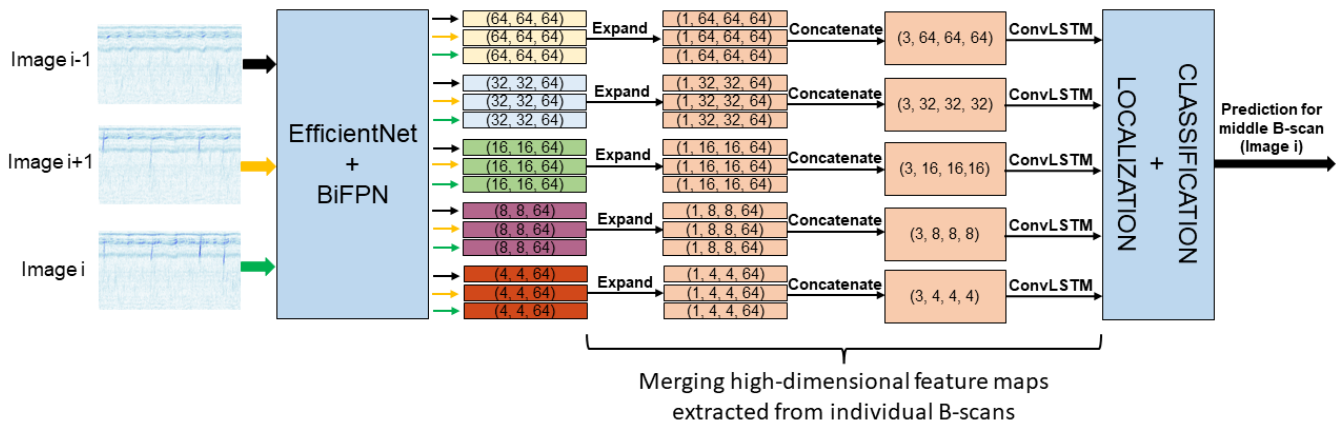 Image i-1
Image i+1
Image i
EfficientNet
+
BiFPN
(64, 64, 64)
(64, 64, 64)
(64, 64, 64)
Expand
(1, 64, 64, 64)
(1, 64, 64, 64)
(1, 64, 64, 64)
Concatenate
(3, 64, 64, 64)
ConvLSTM
(32, 32, 64)
(32, 32, 64)
(32, 32, 64)
Expand
(1, 32, 32, 64)
(1, 32, 32, 64)
(1, 32, 32, 64)
Concatenate
(3, 32, 32, 32)
ConvLSTM
(16, 16, 64)
(16, 16, 64)
(16, 16, 64)
Expand
(1, 16, 16, 64)
(1, 16, 16, 64)
(1, 16, 16, 64)
Concatenate
(3, 16, 16,16)
ConvLSTM
(8, 8, 64)
(8, 8, 64)
(8, 8, 64)
Expand
(1, 8, 8, 64)
(1, 8, 8, 64)
(1, 8, 8, 64)
Concatenate
(3, 8, 8, 8)
ConvLSTM
(4, 4, 64)
(4, 4, 64)
(4, 4, 64)
Expand
(1, 4, 4, 64)
(1, 4, 4, 64)
(1, 4, 4, 64)
Concatenate
(3, 4, 4, 4)
ConvLSTM
LOCALIZATION
+
CLASSIFICATION
Prediction for
middle B-scan
(Image i)
Merging high-dimensional feature maps
extracted from individual B-scans